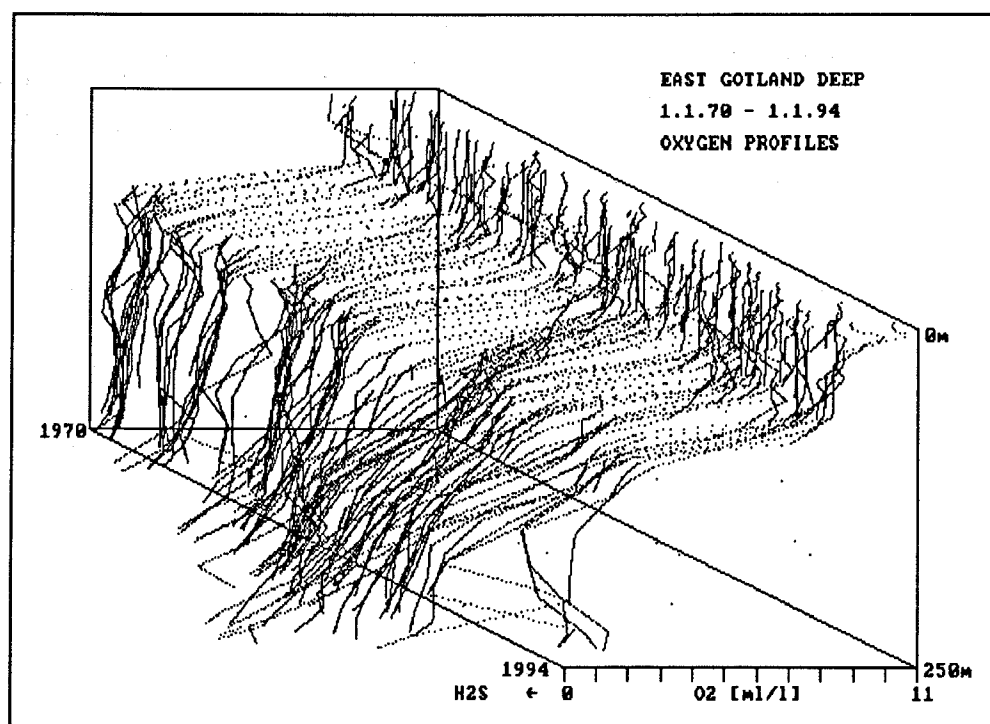 EAST GOTLAND DEEP
1.1.70 - 1.1.94
OXYGEN PROFILES
0m
1970
1994
250m
H2S ← 0 O2 [ml/l] 11